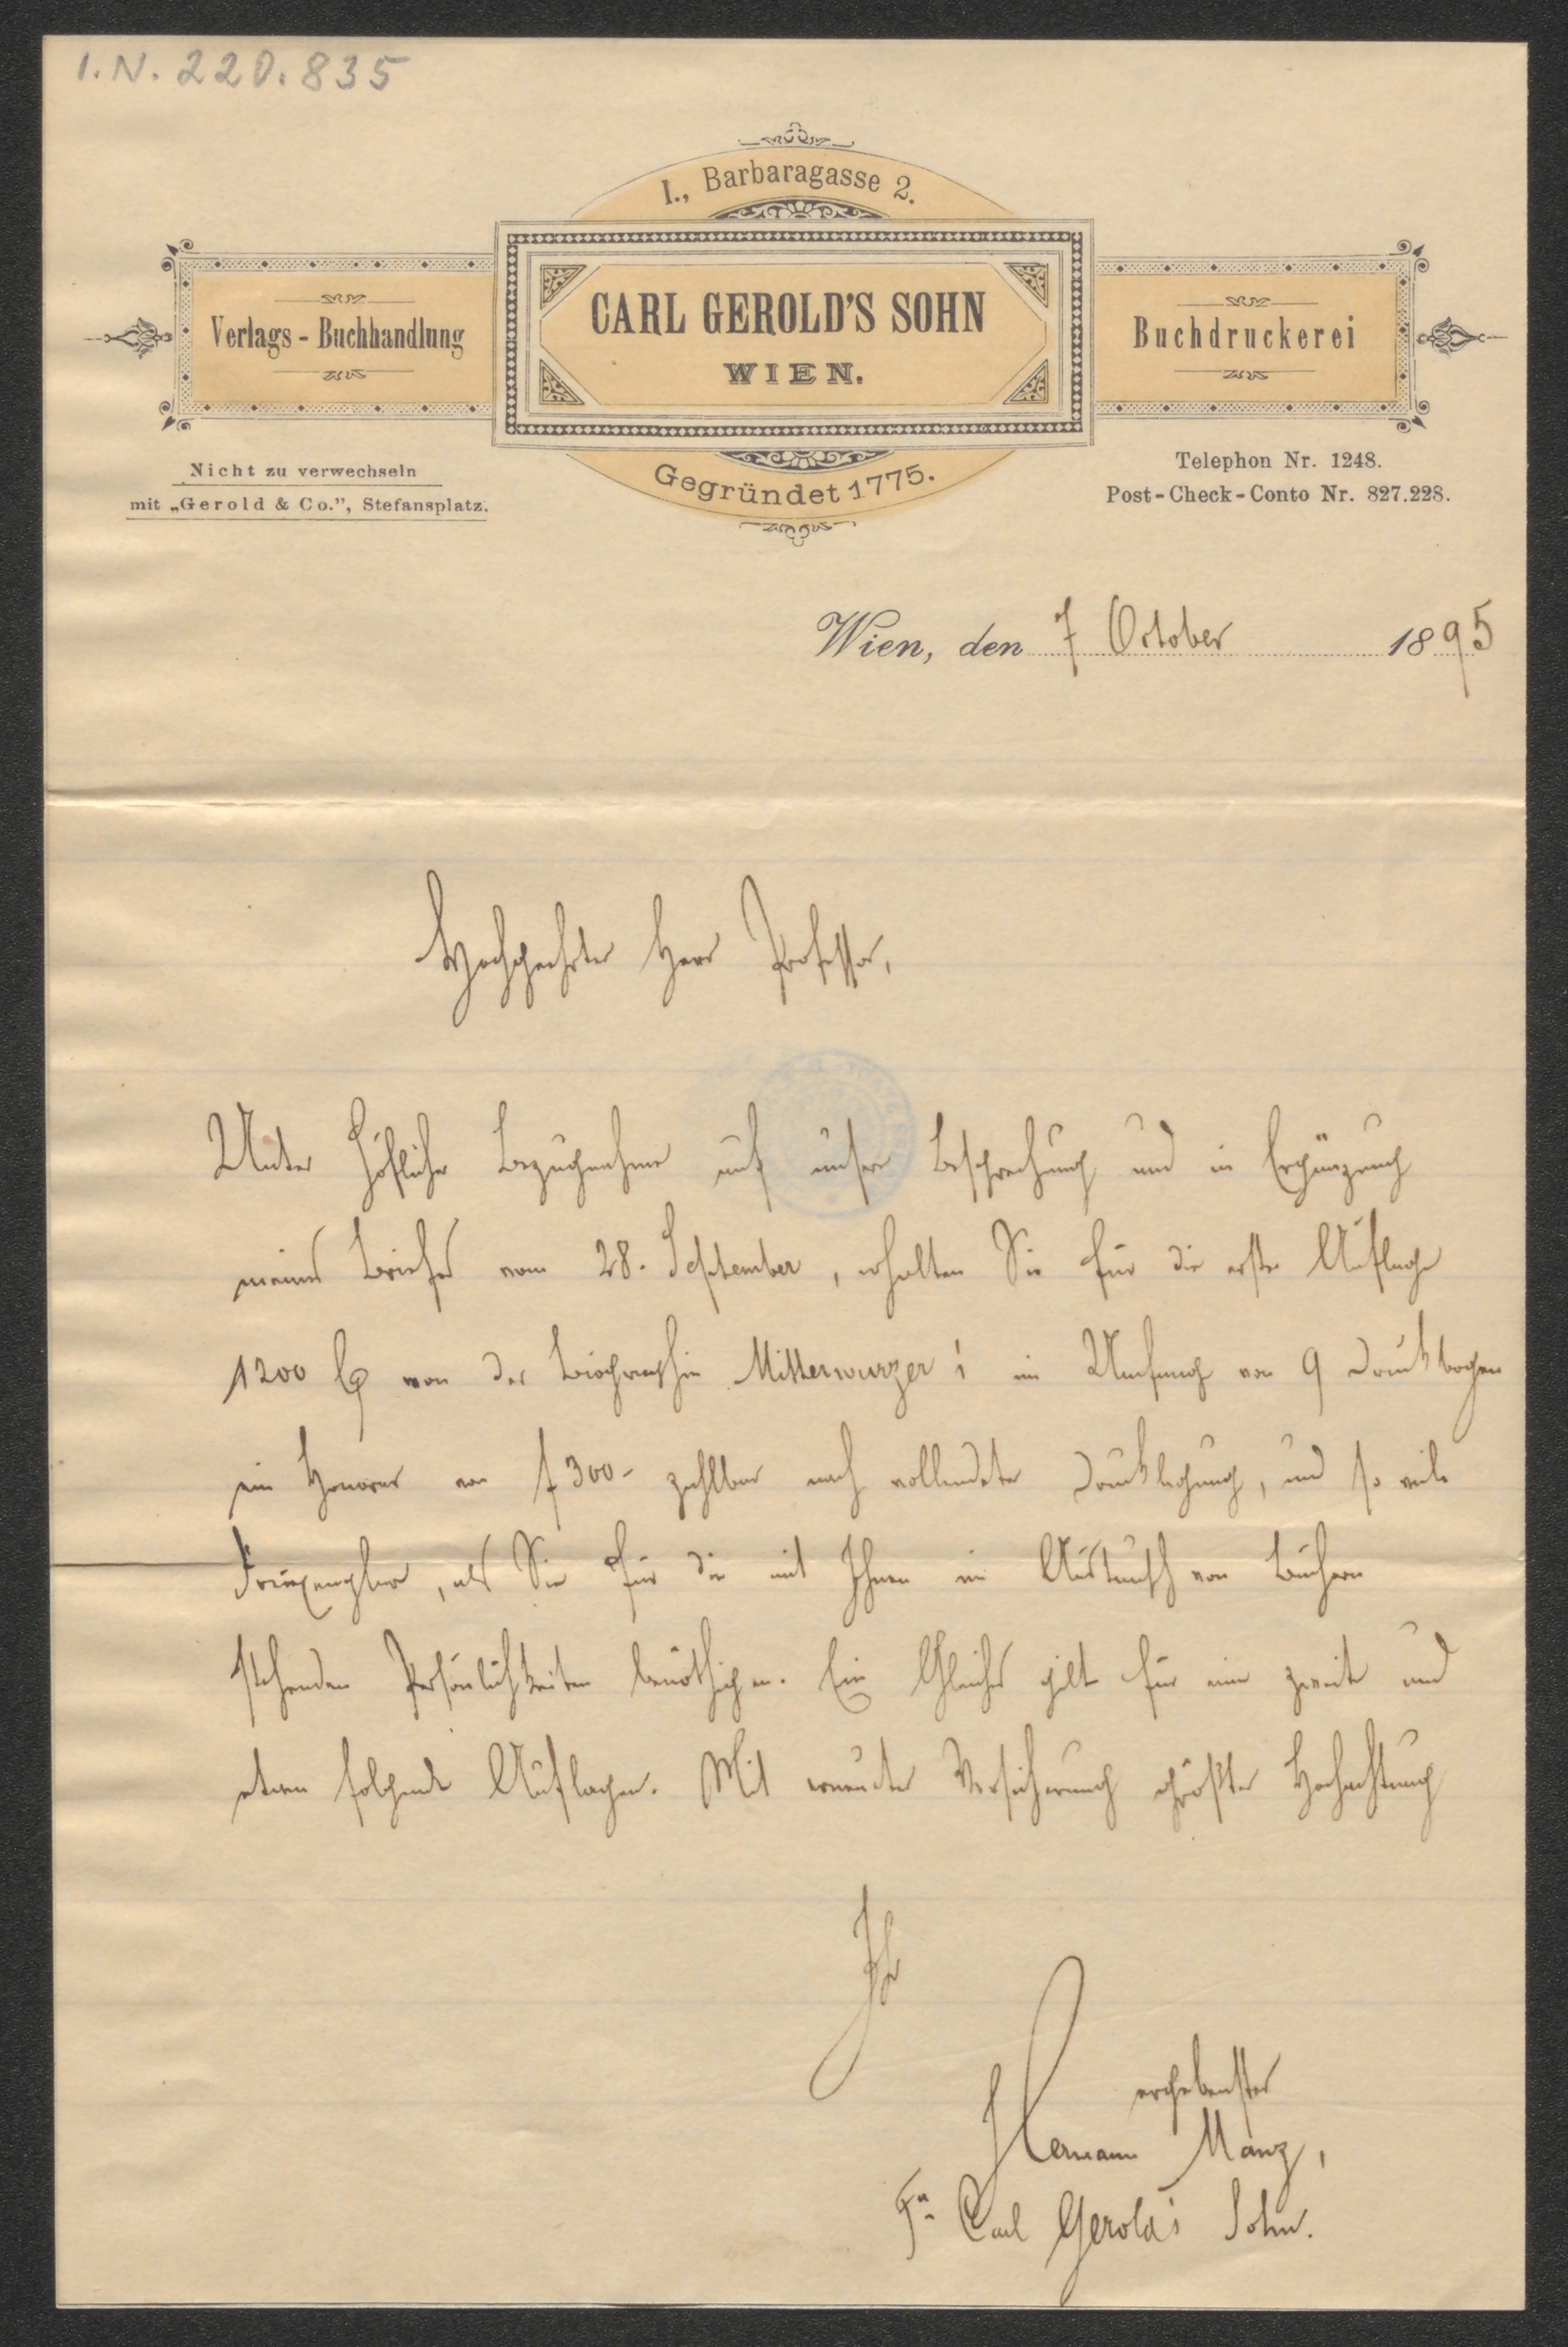 I.N. 220.835
I., Barbaragasse 2.
Verlags-Buchhandlung
CARL GEROLD'S SOHN
WIEN.
Buchdruckerei
Gegründet 1775.
Nicht zu verwechseln
mit „Gerold & Co.”, Stefansplatz.
Telephon Nr. 1248.
Post-Check-Conto Nr. 827.228.
Wien, den 7 October 1895
Hochgeehrter Herr Professor,
Unter höflicher Bezugnahme auf unsere Besprechung und in Ergänzung
meines Briefes vom 28. September, erhalten Sie für die erste Auflage
1200 von der Biographie Mitterwurzer's im Umfang von 9 Druckbogen
ein Honorar von f 300- zahlbar nach vollendeter Drucklegung, und so viele
Freiexemplare, als Sie für die mit Ihnen im Austausch von Büchern
stehenden Persönlichkeiten benöthigen. Ein Gleiches gilt für eine zweite und
etwa folgende Auflagen. Mit erneuter Versicherung größter Hochachtung
Ihr
ergebenster
Hermann Manz,
Fa Carl Gerold's Sohn.